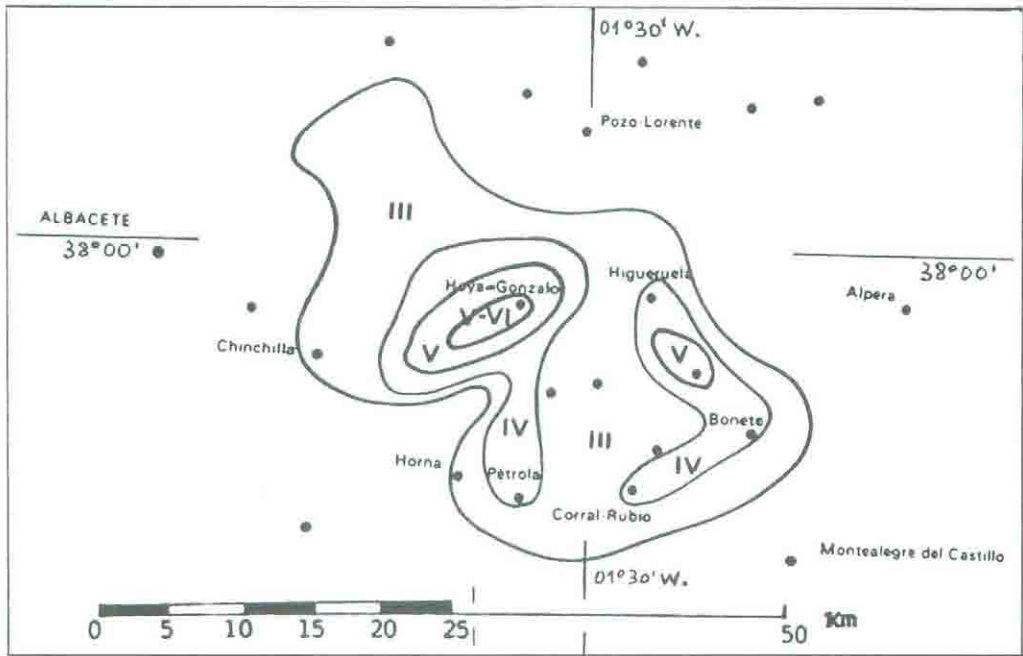 01°30' W.
Pozo-Lorente
III
ALBACETE
38°00'
38°00'
Higueruela
Hoya-Gonzalo
Alpera
V-VI
Chinchilla
V
V
Bonete
IV
III
Horna
Pétrola
IV
Corral-Rubio
Montealegre del Castillo
01°30' W.
0 5 10 15 20 25 50 Km